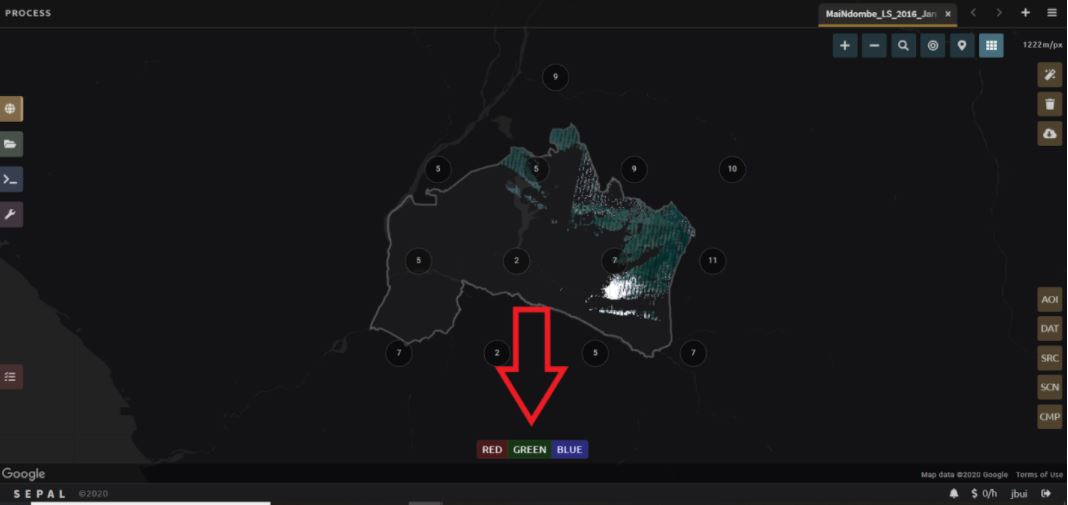 PROCESS
MaiNdombe_LS_2016_Jan
1222m/px
9
5
5
9
10
5
2
7
11
7
2
5
7
AOI
DAT
SRC
SCN
CMP
RED GREEN BLUE
Google
Map data ©2020 Google Terms of Use
SEPAL ©2020
$ 0/h jbui